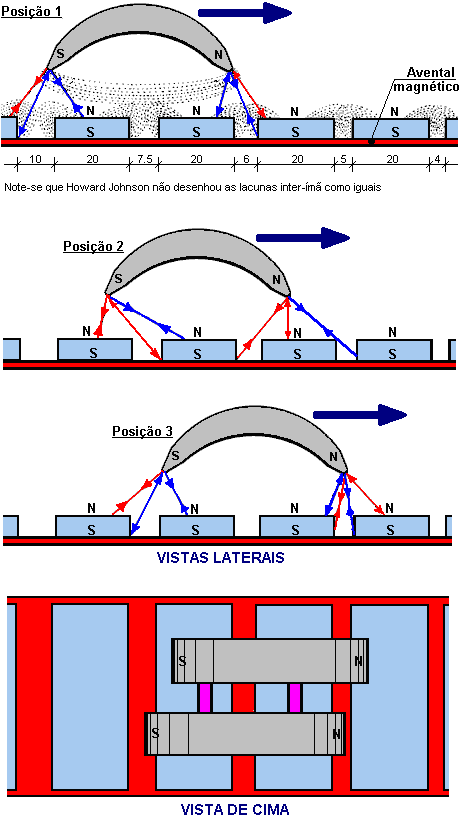 Posição 1
S
N
Avental
magnético
N
N
N
N
S
S
S
S
10
20
7.5
20
6
20
5
20
4
Note-se que Howard Johnson não desenhou as lacunas inter-ímã como iguais
Posição 2
S
N
N
N
N
N
S
S
S
S
Posição 3
S
N
N
N
N
N
S
S
S
S
VISTAS LATERAIS
S
N
S
N
VISTA DE CIMA